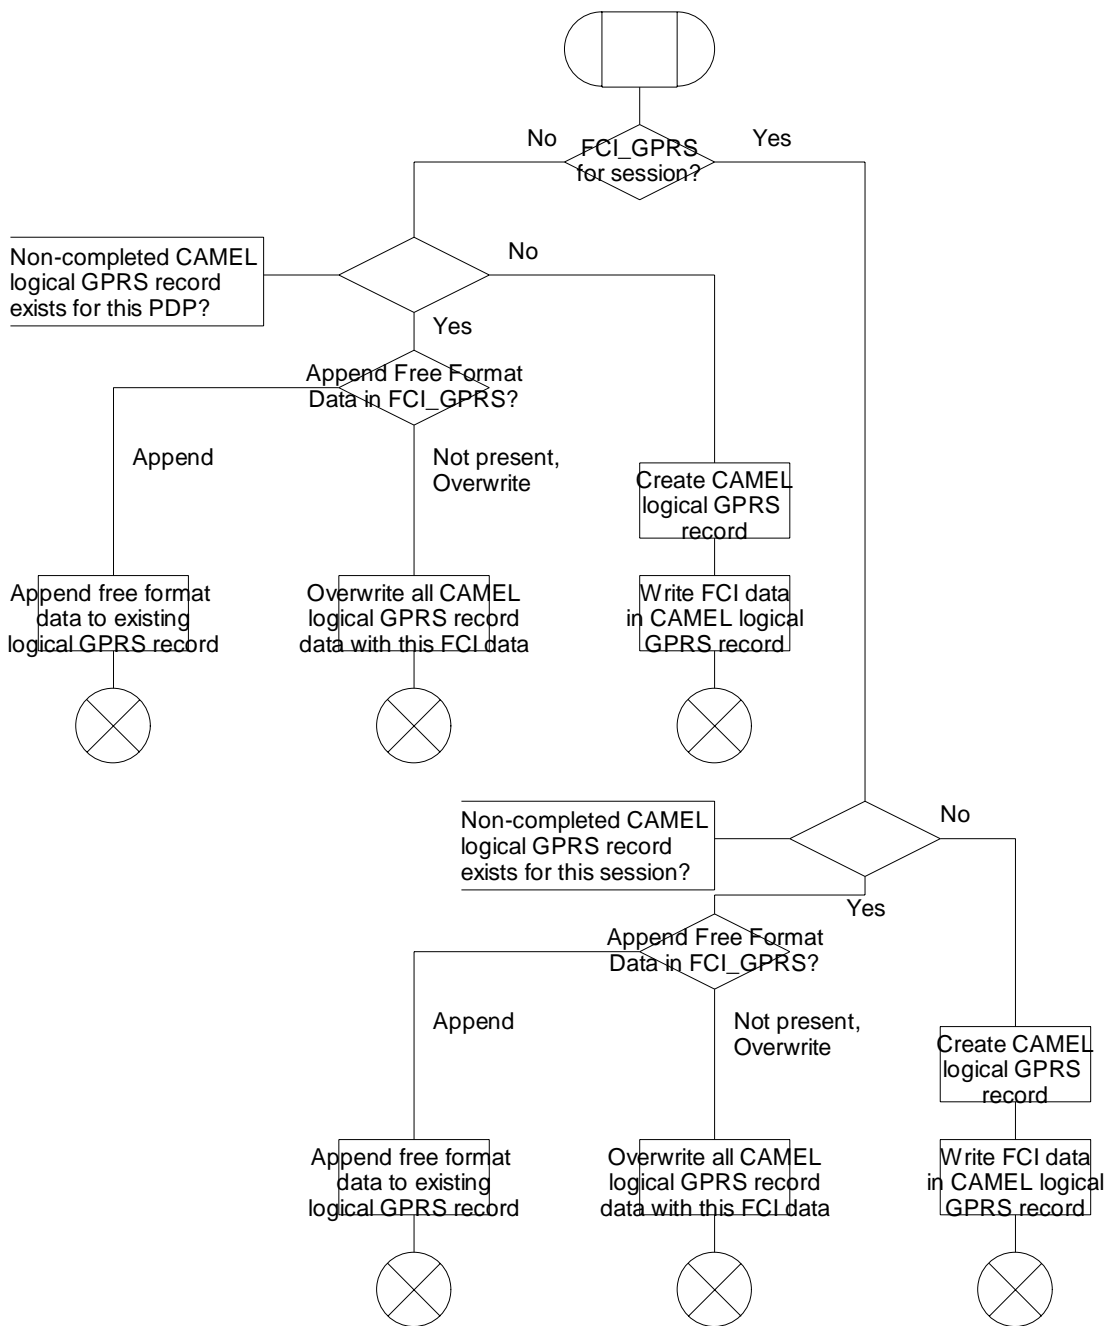 No
Yes
FCI_GPRS
for session?
Non-completed CAMEL
logical GPRS record
exists for this PDP?
No
Yes
Append Free Format
Data in FCI_GPRS?
Append
Not present,
Overwrite
Create CAMEL
logical GPRS
record
Append free format
data to existing
logical GPRS record
Overwrite all CAMEL
logical GPRS record
data with this FCI data
Write FCI data
in CAMEL logical
GPRS record
Non-completed CAMEL
logical GPRS record
exists for this session?
No
Yes
Append Free Format
Data in FCI_GPRS?
Append
Not present,
Overwrite
Create CAMEL
logical GPRS
record
Append free format
data to existing
logical GPRS record
Overwrite all CAMEL
logical GPRS record
data with this FCI data
Write FCI data
in CAMEL logical
GPRS record